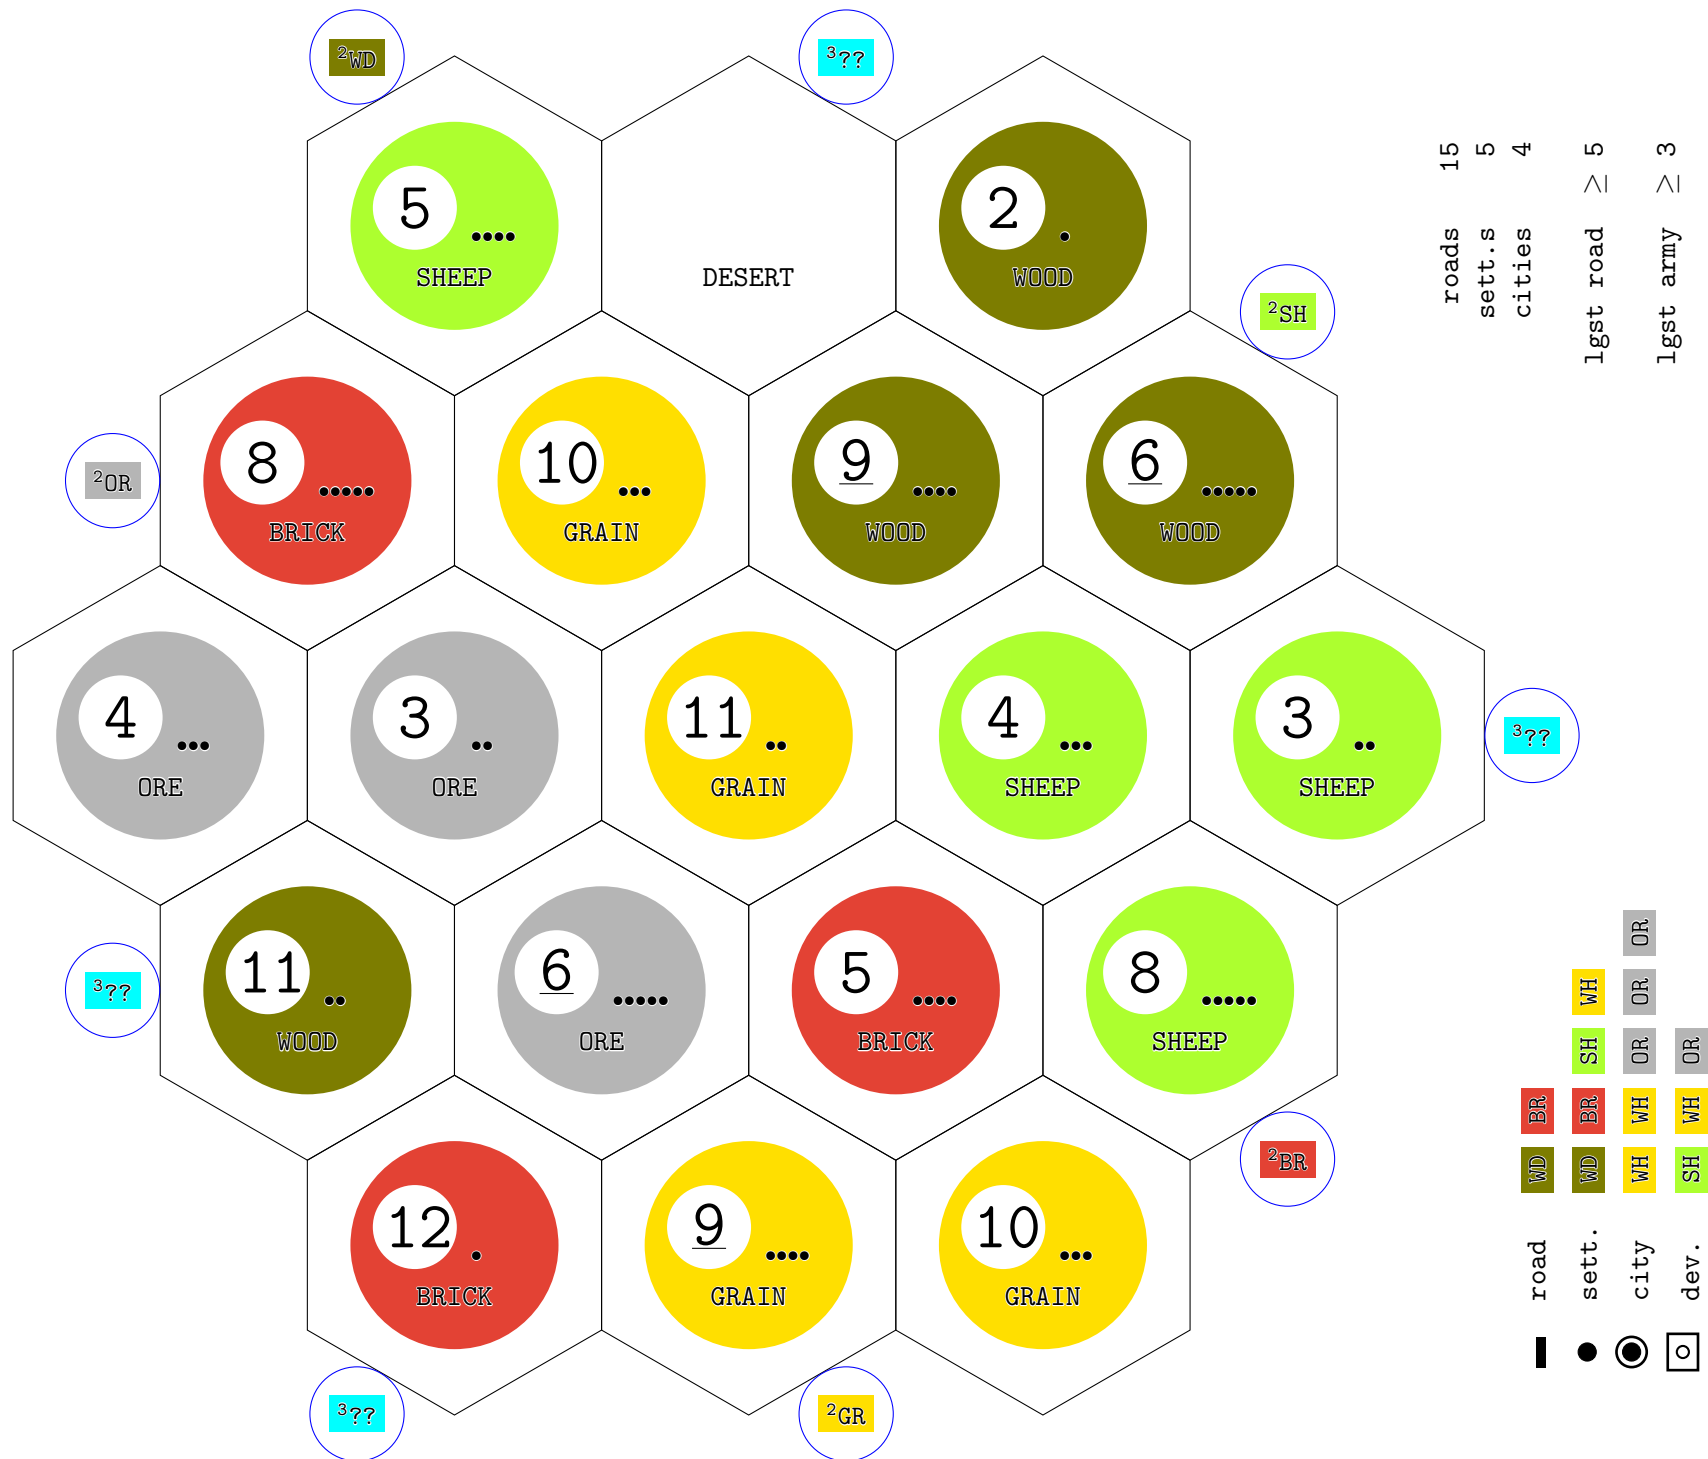 ²WD
³??
5
SHEEP
DESERT
2
WOOD
²SH
²OR
8
BRICK
10
GRAIN
9
WOOD
6
WOOD
4
ORE
3
ORE
11
GRAIN
4
SHEEP
3
SHEEP
³??
³??
11
WOOD
6
ORE
5
BRICK
8
SHEEP
²BR
12
BRICK
9
GRAIN
10
GRAIN
³??
²GR
roads 15
sett.s 5
cities 4
lgst road ≥ 5
lgst army ≥ 3
road WD BR
sett. WD BR SH WH
city WH WH OR OR OR
dev. SH WH OR